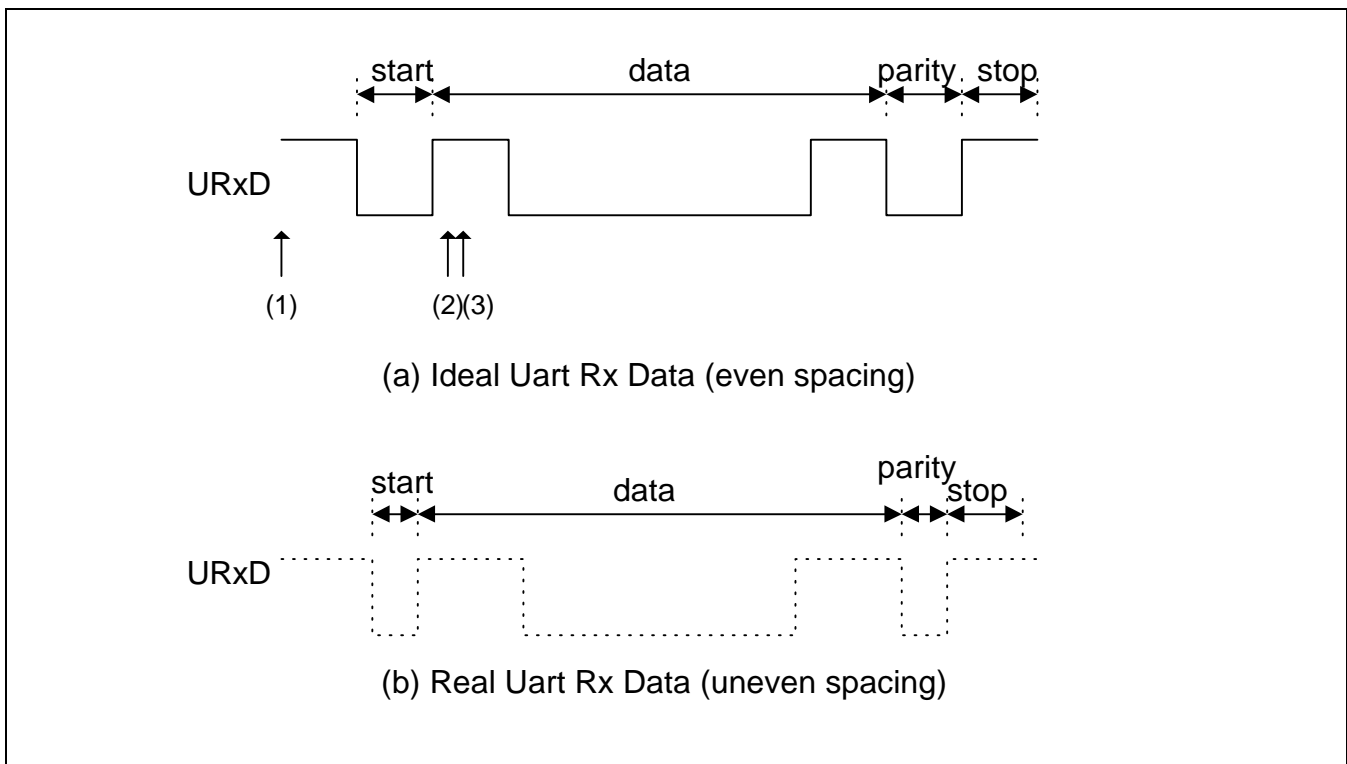 start data parity stop
URxD
(1) (2)(3)
(a) Ideal Uart Rx Data (even spacing)
parity
start data stop
URxD
(b) Real Uart Rx Data (uneven spacing)